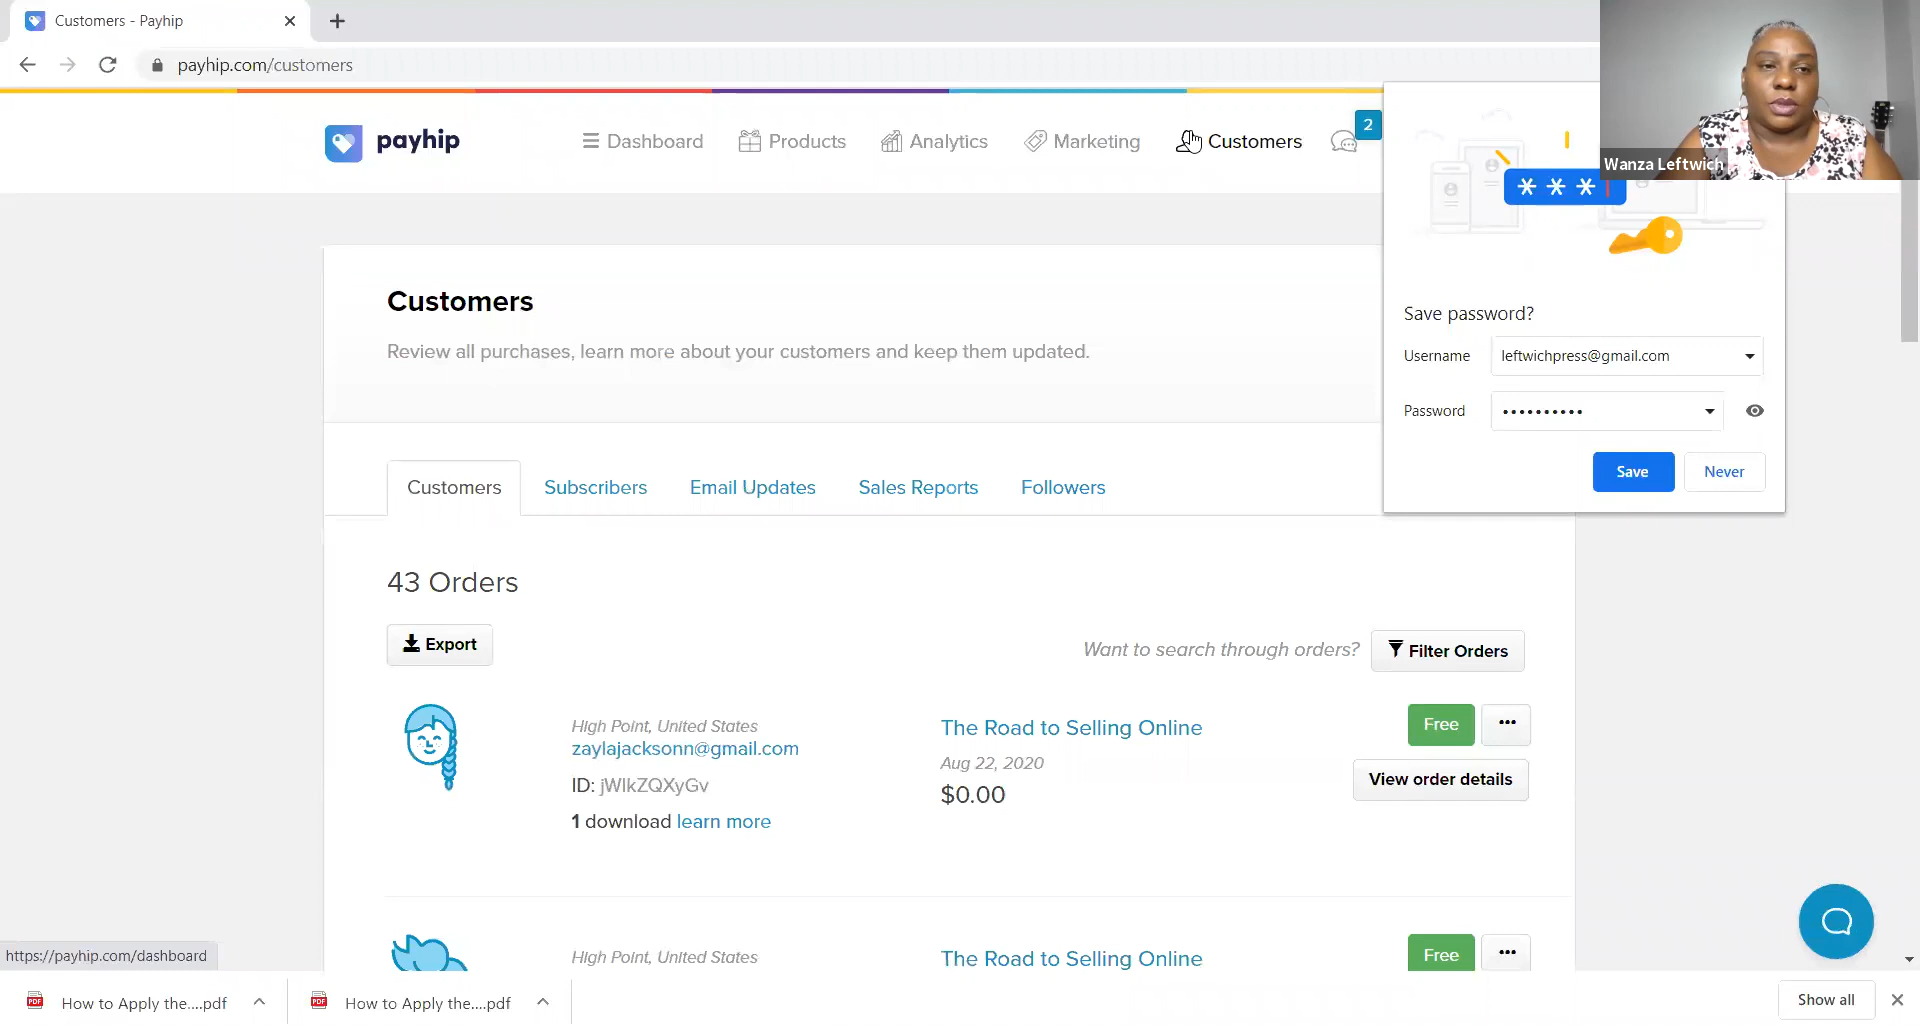 Customers - Payhip
payhip.com/customers
payhip
Dashboard
Products
Analytics
Marketing
Customers
2
Wanza Leftwich
***
Customers
Review all purchases, learn more about your customers and keep them updated.
Save password?
Username
leftwichpress@gmail.com
Password
••••••••••
Save
Never
Customers
Subscribers
Email Updates
Sales Reports
Followers
43 Orders
Export
Want to search through orders?
Filter Orders
High Point, United States
zaylajacksonn@gmail.com
ID: jWlkZQXyGv
1 download learn more
The Road to Selling Online
Aug 22, 2020
$0.00
Free
•••
View order details
High Point, United States
The Road to Selling Online
Free
•••
https://payhip.com/dashboard
PDF
How to Apply the....pdf
PDF
How to Apply the....pdf
Show all